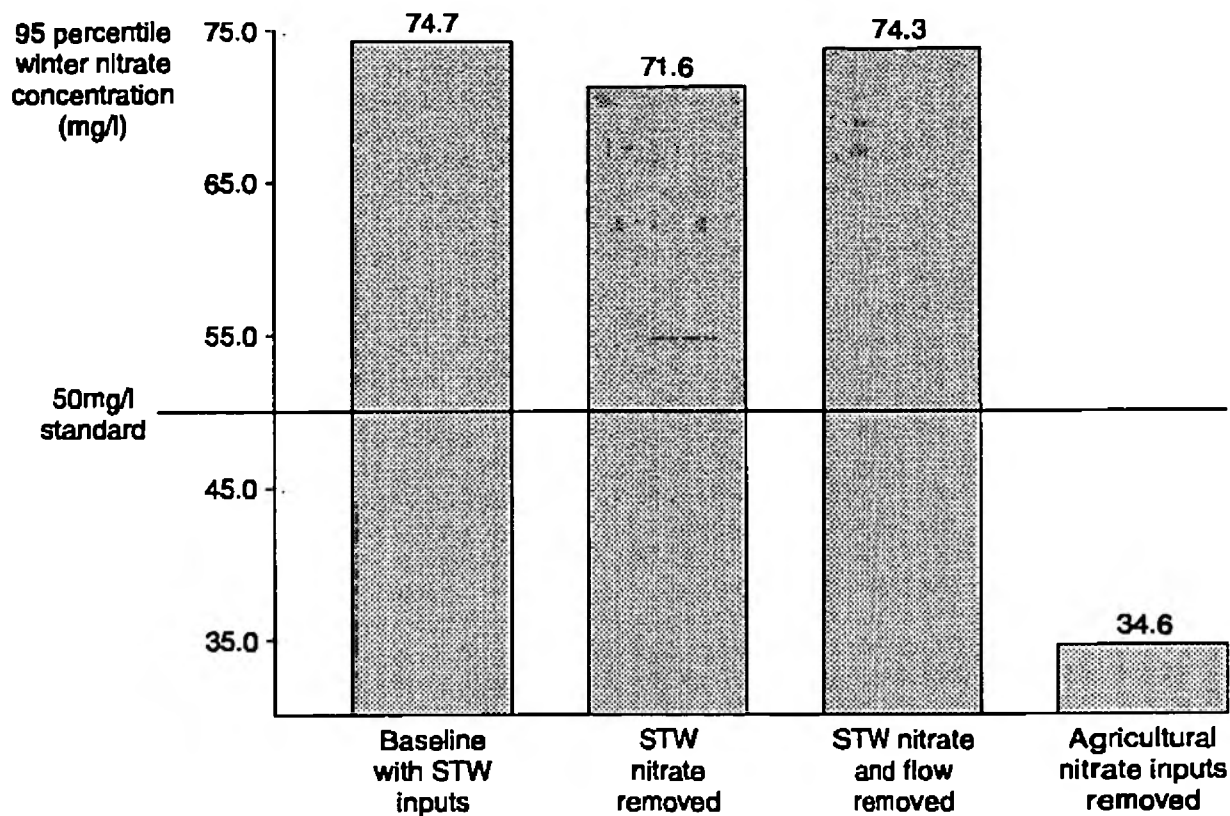 95 percentile
winter nitrate
concentration
(mg/l)
75.0
65.0
55.0
50mg/l
standard
45.0
35.0
74.7
71.6
74.3
34.6
Baseline
with STW
inputs
STW
nitrate
removed
STW nitrate
and flow
removed
Agricultural
nitrate inputs
removed